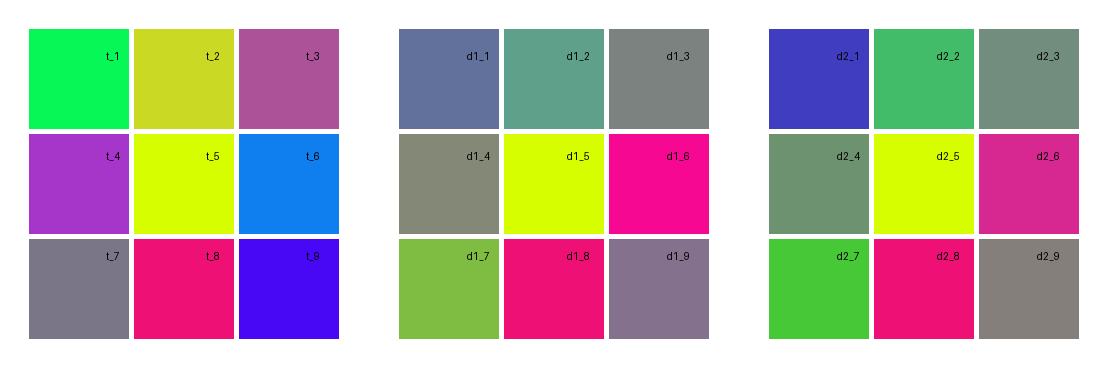 t_1 t_2 t_3 d1_1 d1_2 d1_3 d2_1 d2_2 d2_3
t_4 t_5 t_6 d1_4 d1_5 d1_6 d2_4 d2_5 d2_6
t_7 t_8 t_9 d1_7 d1_8 d1_9 d2_7 d2_8 d2_9